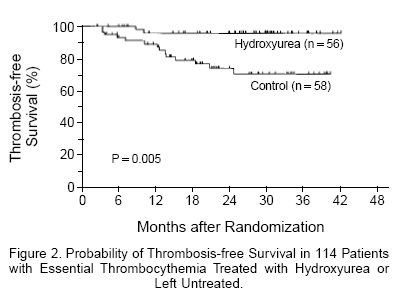 100
80
60
40
20
0
Thrombosis-free
Survival (%)
Hydroxyurea (n=56)
Control (n=58)
P=0.005
0 6 12 18 24 30 36 42 48
Months after Randomization
Figure 2. Probability of Thrombosis-free Survival in 114 Patients
with Essential Thrombocythemia Treated with Hydroxyurea or
Left Untreated.